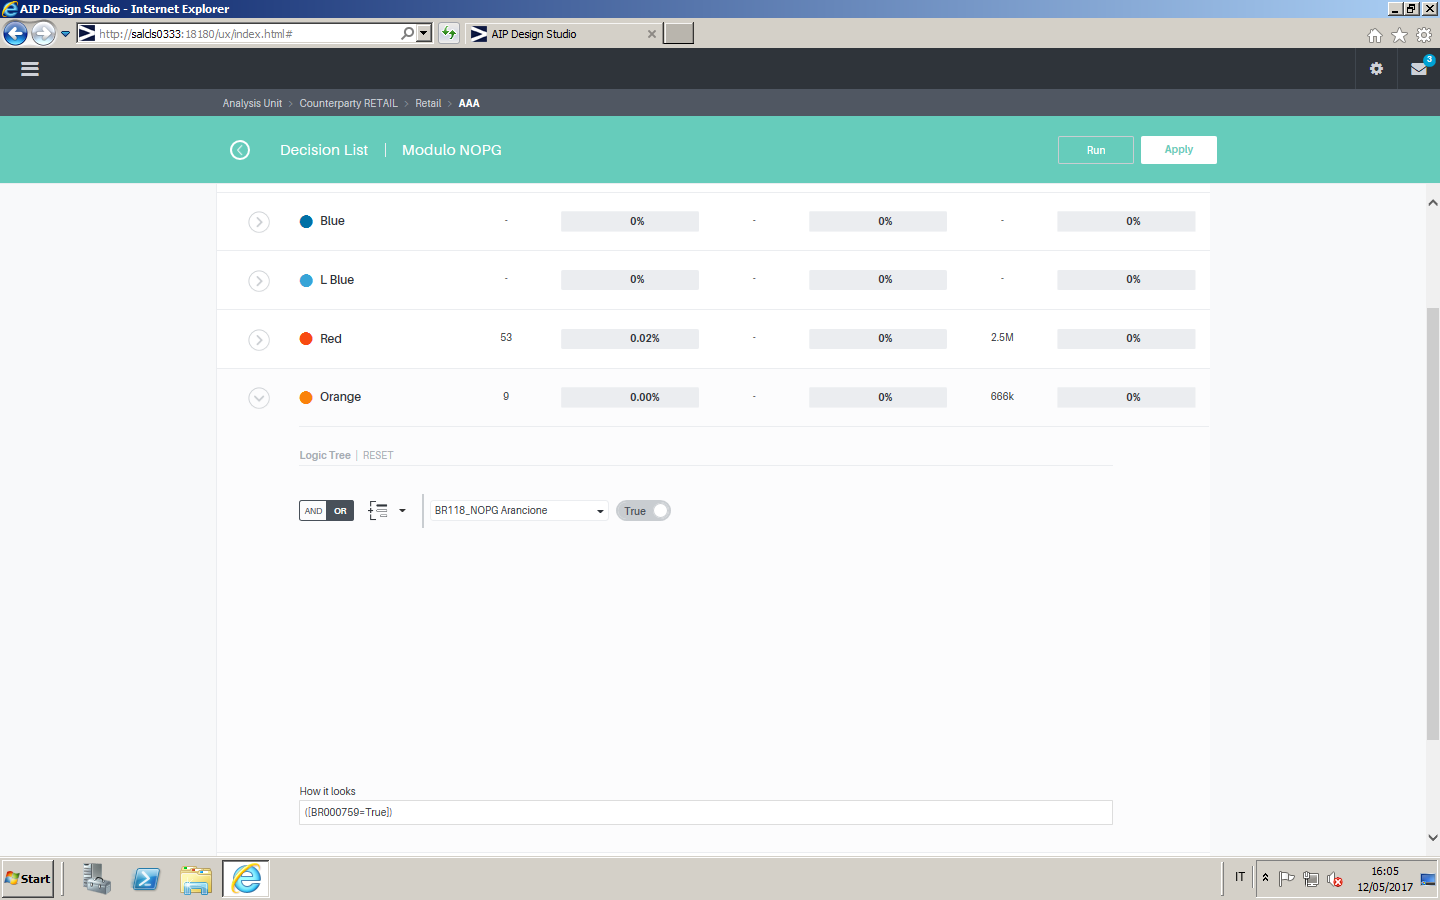 AIP Design Studio - Internet Explorer
http://salcls0333:18180/ux/index.html#
AIP Design Studio
3
Analysis Unit > Counterparty RETAIL > Retail > AAA
Decision List | Modulo NOPG
Run
Apply
Blue - 0% - 0% - 0%
L Blue - 0% - 0% - 0%
Red 53 0.02% - 0% 2.5M 0%
Orange 9 0.00% - 0% 666k 0%
Logic Tree | RESET
AND OR BR118_NOPG Arancione True
How it looks
([BR000759=True])
Start
IT
16:05
12/05/2017